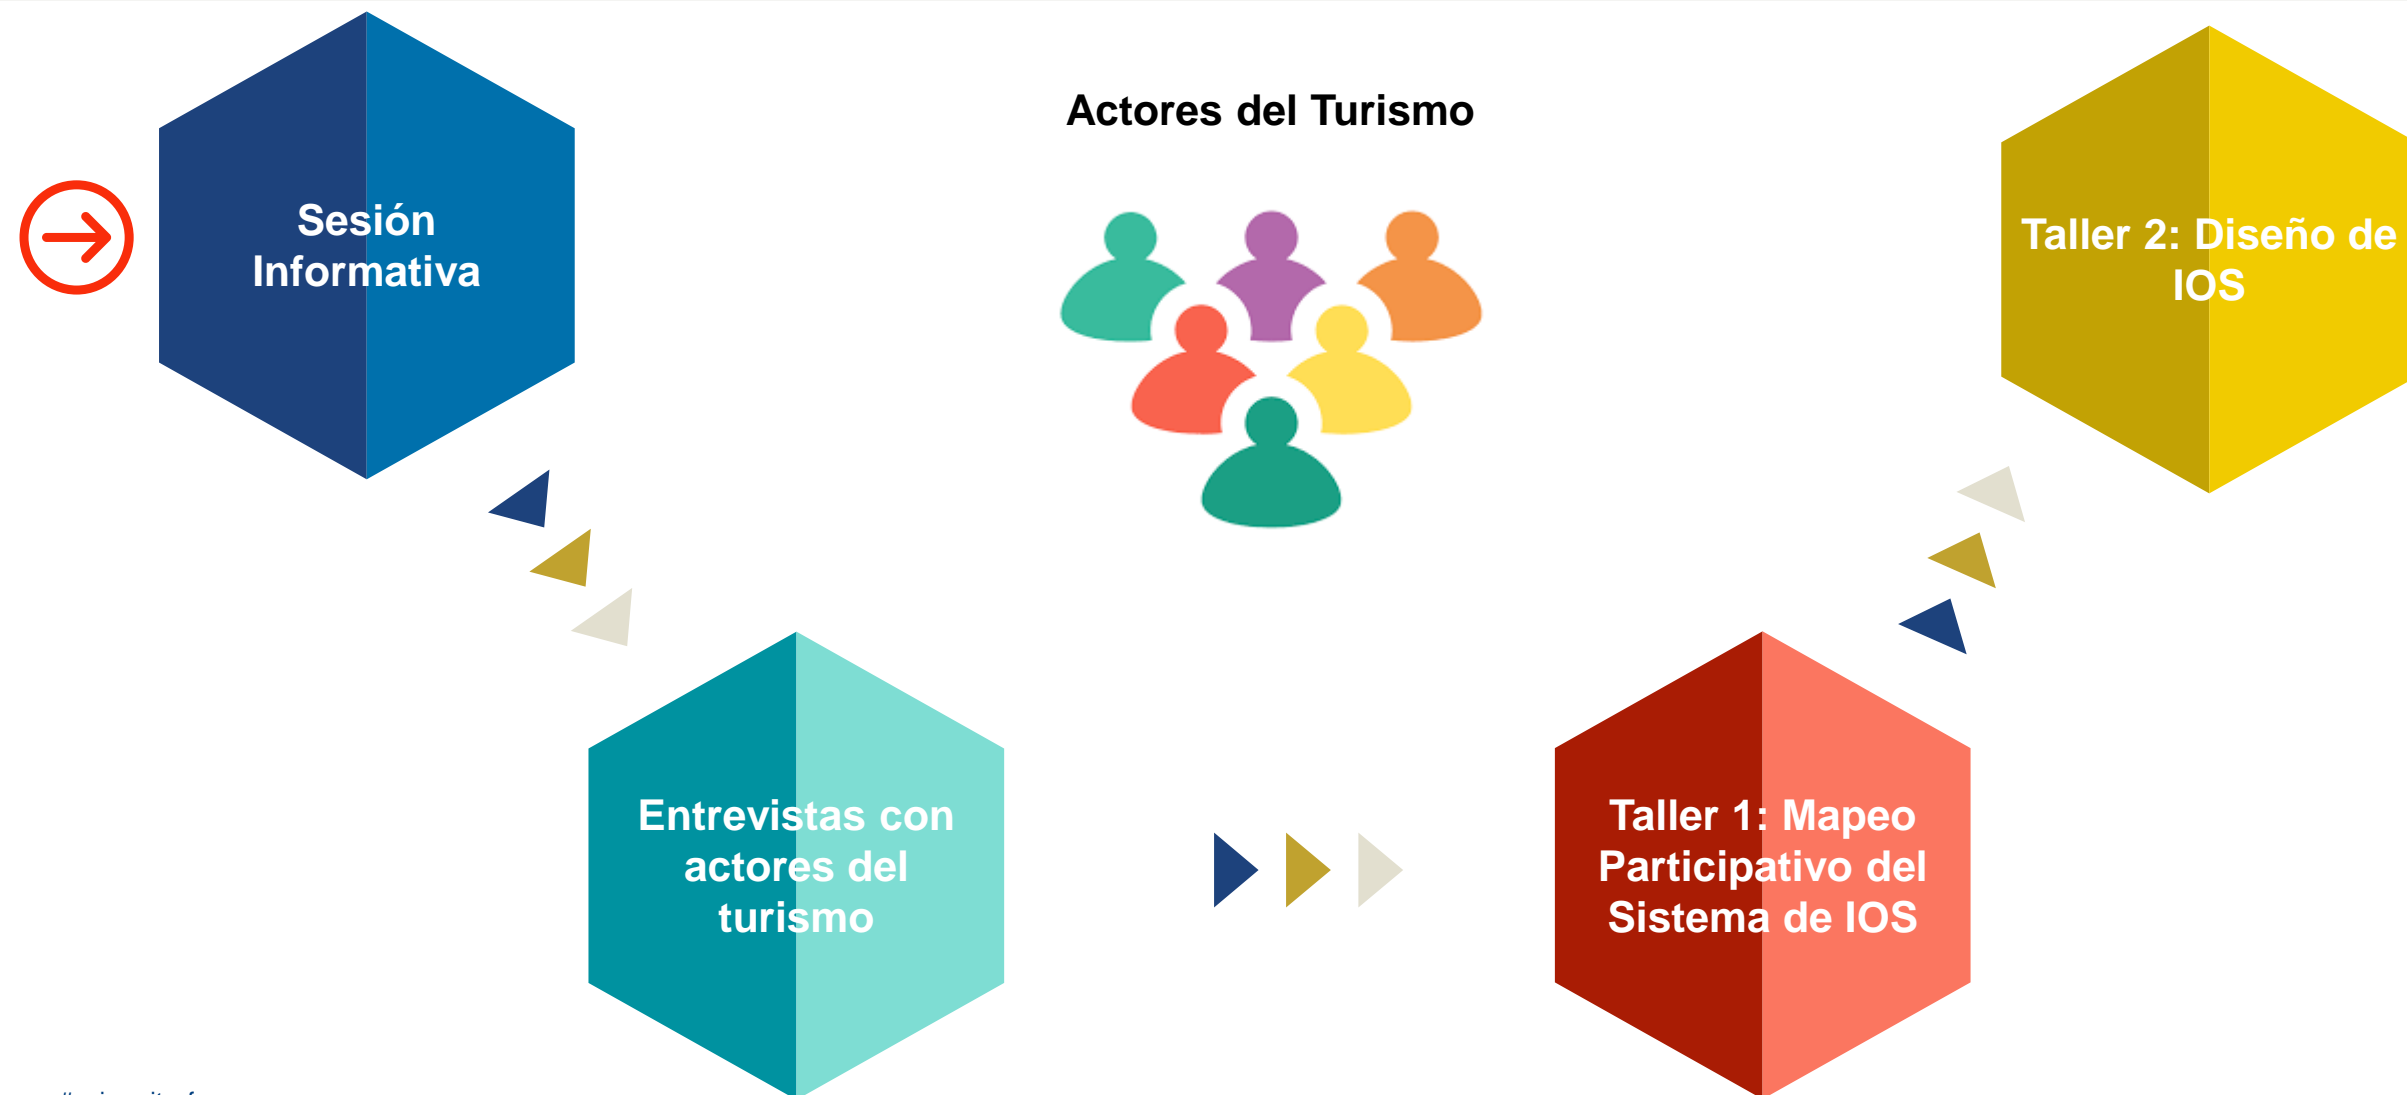 Actores del Turismo
Sesión
Informativa
Taller 2: Diseño de
IOS
Entrevistas con
actores del
turismo
Taller 1: Mapeo
Participativo del
Sistema de IOS